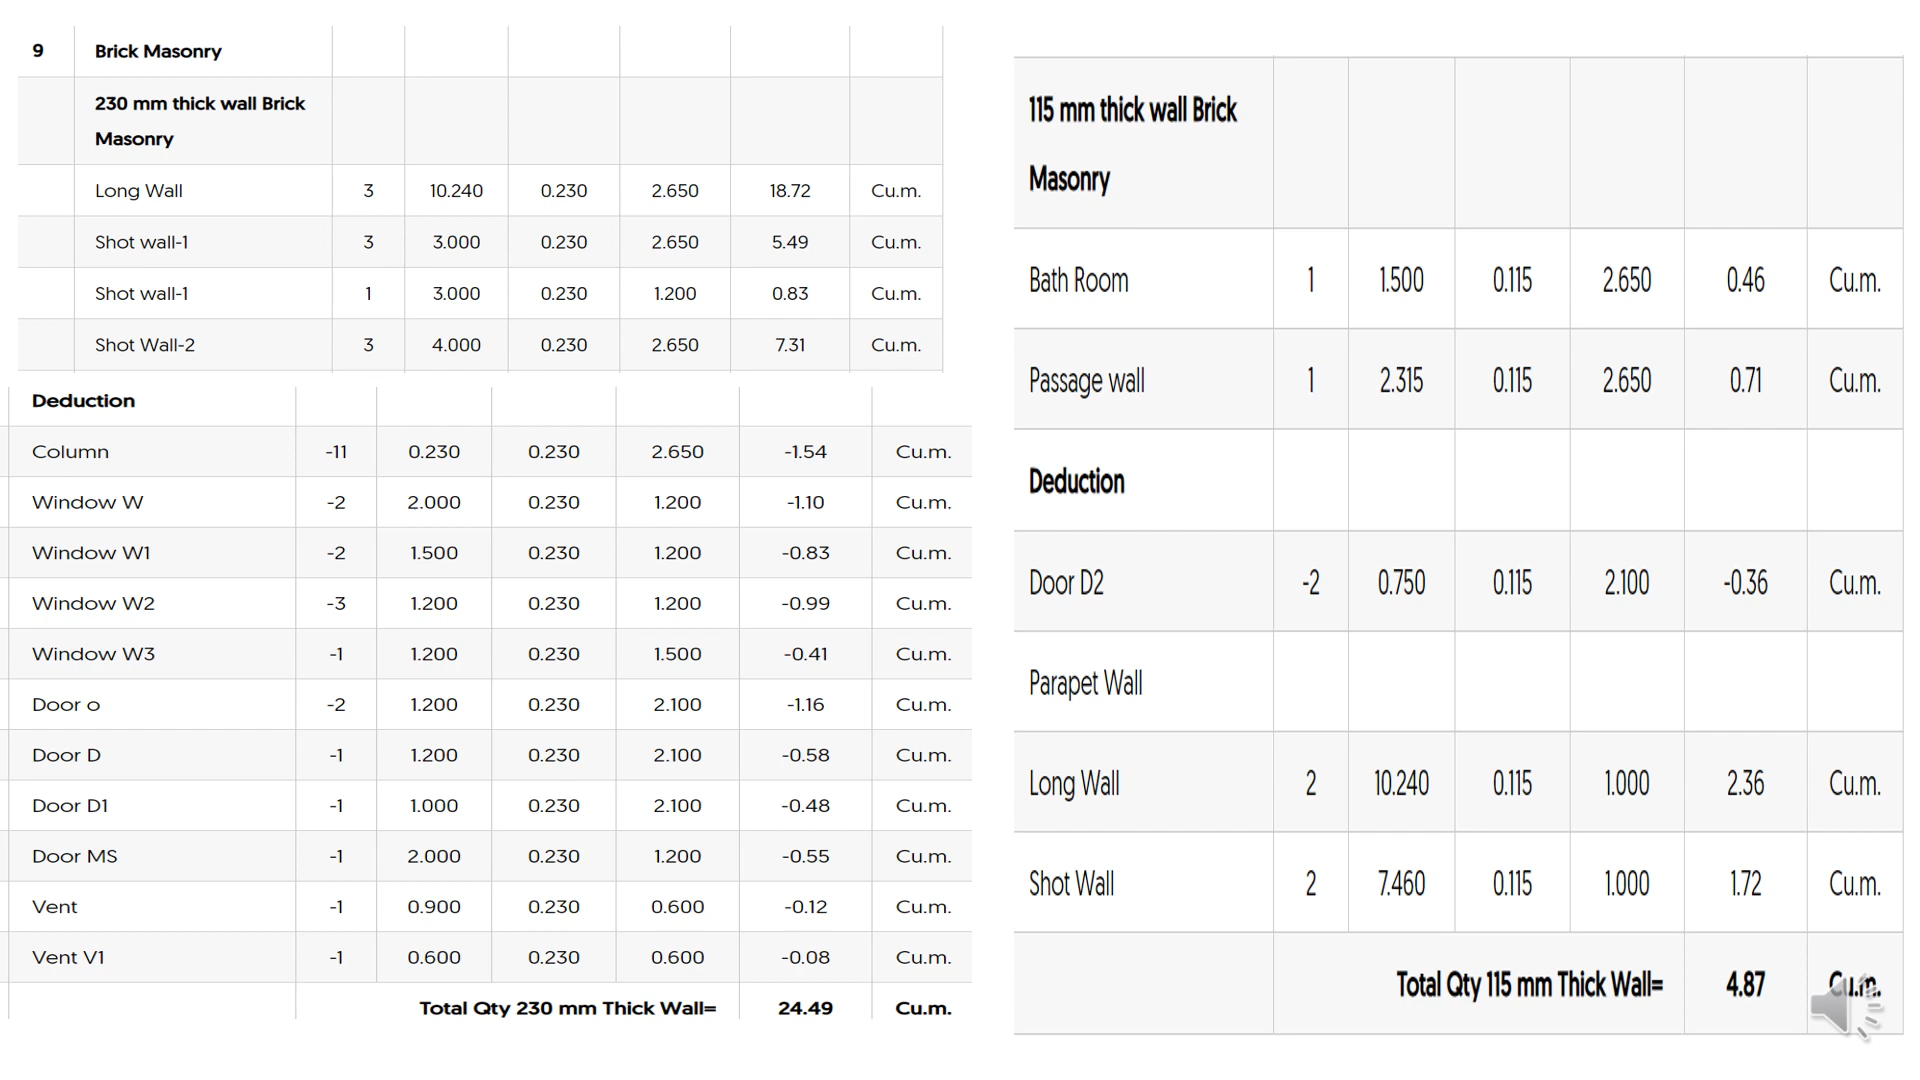 9 Brick Masonry
230 mm thick wall Brick
Masonry
Long Wall 3 10.240 0.230 2.650 18.72 Cu.m.
Shot wall-1 3 3.000 0.230 2.650 5.49 Cu.m.
Shot wall-1 1 3.000 0.230 1.200 0.83 Cu.m.
Shot Wall-2 3 4.000 0.230 2.650 7.31 Cu.m.
Deduction
Column -11 0.230 0.230 2.650 -1.54 Cu.m.
Window W -2 2.000 0.230 1.200 -1.10 Cu.m.
Window W1 -2 1.500 0.230 1.200 -0.83 Cu.m.
Window W2 -3 1.200 0.230 1.200 -0.99 Cu.m.
Window W3 -1 1.200 0.230 1.500 -0.41 Cu.m.
Door o -2 1.200 0.230 2.100 -1.16 Cu.m.
Door D -1 1.200 0.230 2.100 -0.58 Cu.m.
Door D1 -1 1.000 0.230 2.100 -0.48 Cu.m.
Door MS -1 2.000 0.230 1.200 -0.55 Cu.m.
Vent -1 0.900 0.230 0.600 -0.12 Cu.m.
Vent V1 -1 0.600 0.230 0.600 -0.08 Cu.m.
Total Qty 230 mm Thick Wall= 24.49 Cu.m.
115 mm thick wall Brick
Masonry
Bath Room 1 1.500 0.115 2.650 0.46 Cu.m.
Passage wall 1 2.315 0.115 2.650 0.71 Cu.m.
Deduction
Door D2 -2 0.750 0.115 2.100 -0.36 Cu.m.
Parapet Wall
Long Wall 2 10.240 0.115 1.000 2.36 Cu.m.
Shot Wall 2 7.460 0.115 1.000 1.72 Cu.m.
Total Qty 115 mm Thick Wall= 4.87 Cu.m.